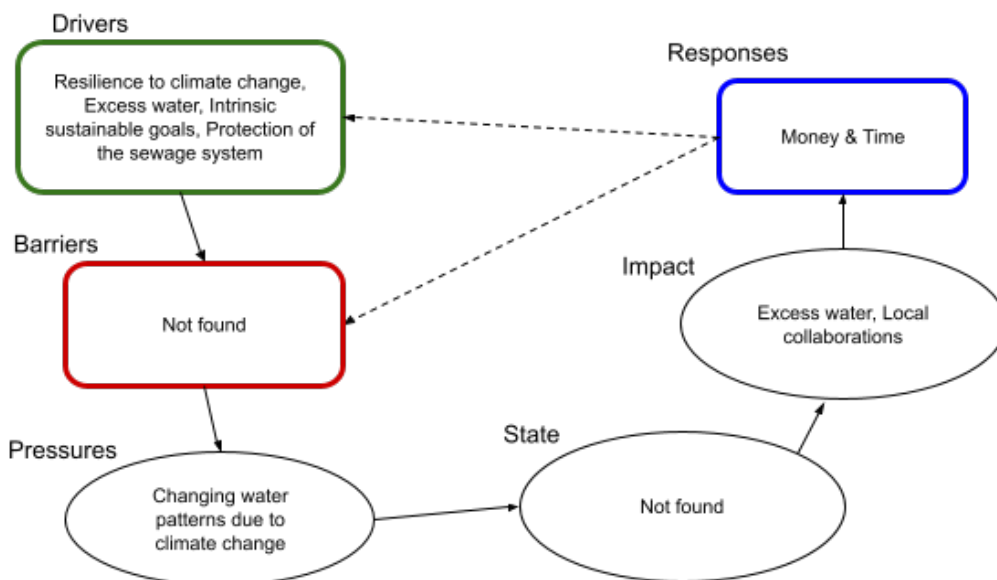 Drivers
Resilience to climate change,
Excess water, Intrinsic
sustainable goals, Protection of
the sewage system
Responses
Money & Time
Barriers
Not found
Impact
Excess water, Local
collaborations
Pressures
Changing water
patterns due to
climate change
State
Not found